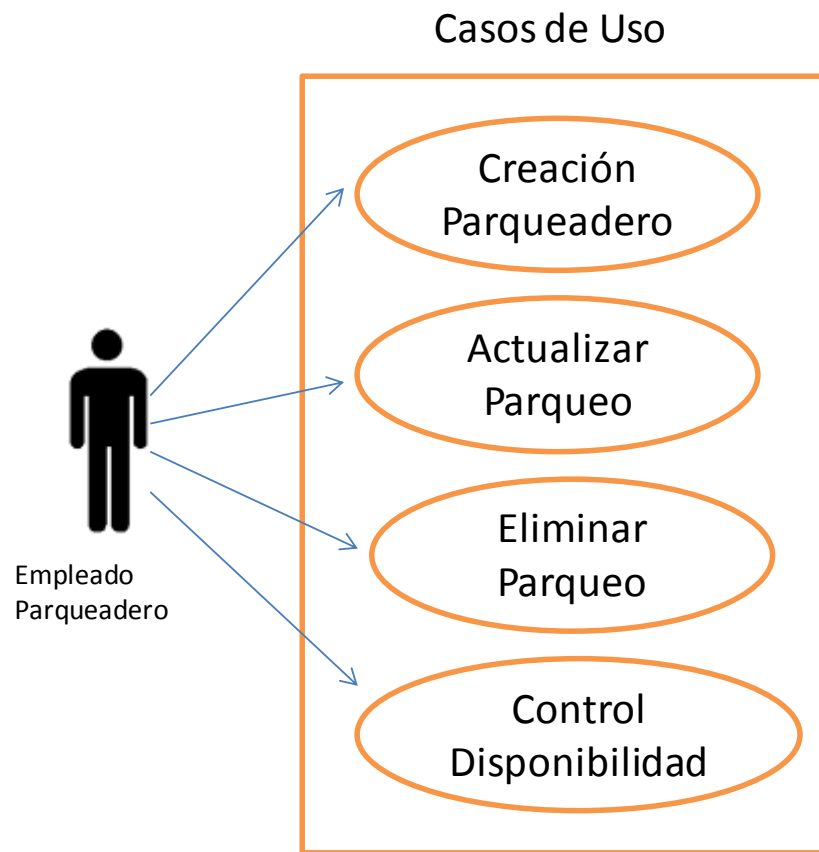 Casos de Uso
Creación
Parqueadero
Actualizar
Parqueo
Eliminar
Parqueo
Empleado
Parqueadero
Control
Disponibilidad